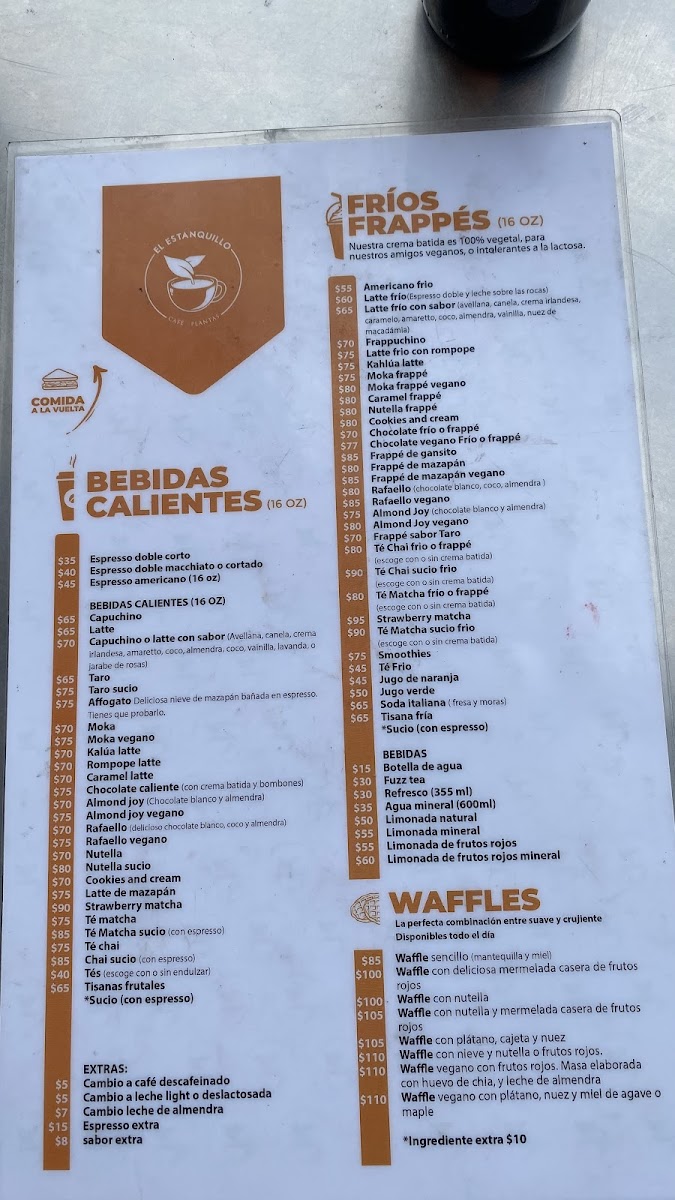 EL ESTANQUILLO
CAFÉ · PLANTAS
COMIDA
A LA VUELTA
BEBIDAS
CALIENTES (16 OZ)
$35 Espresso doble corto
$40 Espresso doble macchiato o cortado
$45 Espresso americano (16 oz)
BEBIDAS CALIENTES (16 OZ)
$65 Capuchino
$65 Latte
$70 Capuchino o latte con sabor (Avellana, canela, crema
irlandesa, amaretto, coco, almendra, coco, vainilla, lavanda, o
jarabe de rosas)
$65 Taro
$75 Taro sucio
$75 Affogato Deliciosa nieve de mazapán bañada en espresso.
Tienes que probarlo.
$70 Moka
$75 Moka vegano
$70 Kalúa latte
$70 Rompope latte
$70 Caramel latte
$75 Chocolate caliente (con crema batida y bombones)
$70 Almond joy (Chocolate blanco y almendra)
$75 Almond joy vegano
$70 Rafaello (delicioso chocolate blanco, coco y almendra)
$75 Rafaello vegano
$70 Nutella
$80 Nutella sucio
$70 Cookies and cream
$75 Latte de mazapán
$90 Strawberry matcha
$75 Té matcha
$85 Té Matcha sucio (con espresso)
$75 Té chai
$85 Chai sucio (con espresso)
$40 Tés (escoge con o sin endulzar)
$65 Tisanas frutales
*Sucio (con espresso)
EXTRAS:
$5 Cambio a café descafeinado
$5 Cambio a leche light o deslactosada
$7 Cambio leche de almendra
$15 Espresso extra
$8 sabor extra
FRÍOS
FRAPPÉS (16 OZ)
Nuestra crema batida es 100% vegetal, para
nuestros amigos veganos, o intolerantes a la lactosa.
$55 Americano frio
$60 Latte frío(Espresso doble y leche sobre las rocas)
$65 Latte frío con sabor (avellana, canela, crema irlandesa,
caramelo, amaretto, coco, almendra, vainilla, nuez de
macadamia)
$70 Frappuchino
$75 Latte frio con rompope
$75 Kahlúa latte
$75 Moka frappé
$80 Moka frappé vegano
$80 Caramel frappé
$80 Nutella frappé
$80 Cookies and cream
$70 Chocolate frío o frappé
$77 Chocolate vegano Frío o frappé
$85 Frappé de gansito
$80 Frappé de mazapán
$85 Frappé de mazapán vegano
$80 Rafaello (chocolate blanco, coco, almendra )
$85 Rafaello vegano
$75 Almond Joy (chocolate blanco y almendra)
$80 Almond Joy vegano
$70 Frappé sabor Taro
$80 Té Chai frio o frappé
(escoge con o sin crema batida)
$90 Té Chai sucio frio
(escoge con o sin crema batida)
$80 Té Matcha frío o frappé
(escoge con o sin crema batida)
$95 Strawberry matcha
$90 Té Matcha sucio frio
(escoge con o sin crema batida)
$75 Smoothies
$45 Té Frio
$45 Jugo de naranja
$50 Jugo verde
$65 Soda italiana ( fresa y moras)
$65 Tisana fría
*Sucio (con espresso)
BEBIDAS
$15 Botella de agua
$30 Fuzz tea
$30 Refresco (355 ml)
$35 Agua mineral (600ml)
$50 Limonada natural
$55 Limonada mineral
$55 Limonada de frutos rojos
$60 Limonada de frutos rojos mineral
WAFFLES
La perfecta combinación entre suave y crujiente
Disponibles todo el día
$85 Waffle sencillo (mantequilla y miel)
$100 Waffle con deliciosa mermelada casera de frutos
rojos
$100 Waffle con nutella
$105 Waffle con nutella y mermelada casera de frutos
rojos
$105 Waffle con plátano, cajeta y nuez
$110 Waffle con nieve y nutella o frutos rojos.
$110 Waffle vegano con frutos rojos. Masa elaborada
con huevo de chia, y leche de almendra
$110 Waffle vegano con plátano, nuez y miel de agave o
maple
*Ingrediente extra $10